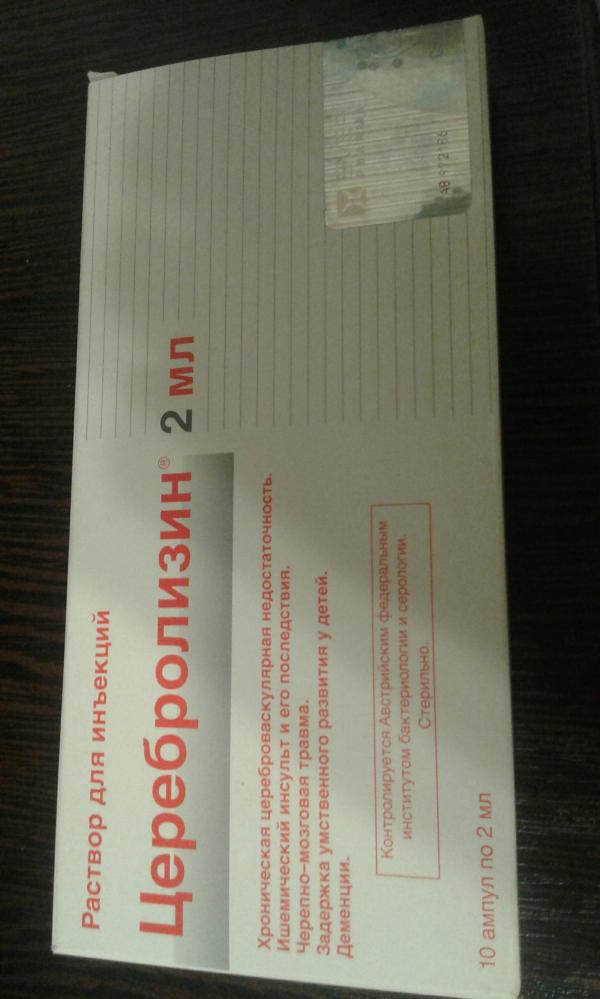 Раствор для инъекций
Церебролизин® 2 мл
Хроническая цереброваскулярная недостаточность.
Ишемический инсульт и его последствия.
Черепно-мозговая травма.
Задержка умственного развития у детей.
Деменции.
Контролируется Австрийским федеральным
институтом бактериологии и серологии.
Стерильно.
10 ампул по 2 мл
PHARMA